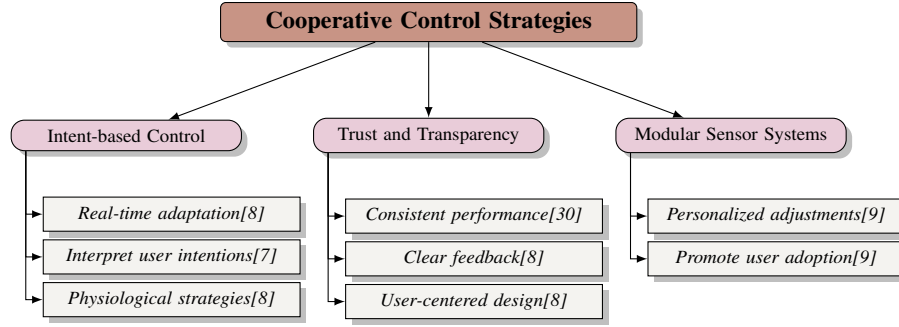 Cooperative Control Strategies
Intent-based Control
Real-time adaptation[8]
Interpret user intentions[7]
Physiological strategies[8]
Trust and Transparency
Consistent performance[30]
Clear feedback[8]
User-centered design[8]
Modular Sensor Systems
Personalized adjustments[9]
Promote user adoption[9]